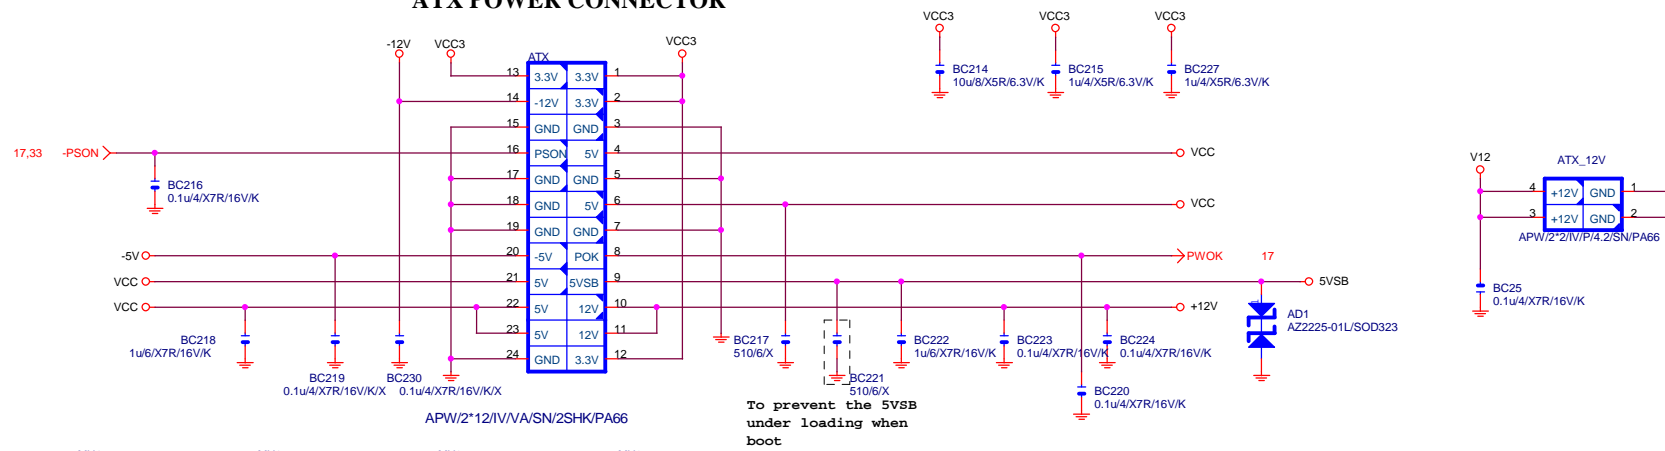 ATX POWER CONNECTOR
VCC3
VCC3
VCC3
BC214
10u/8/X5R/6.3V/K
BC215
1u/4/X5R/6.3V/K
BC227
1u/4/X5R/6.3V/K
-12V
VCC3
VCC3
ATX
13 3.3V 3.3V 1
14 -12V 3.3V 2
15 GND GND 3
16 PSON 5V 4
17 GND GND 5
18 GND 5V 6
19 GND GND 7
20 -5V POK 8
21 5V 5VSB 9
22 5V 12V 10
23 5V 12V 11
24 GND 3.3V 12
APW/2*12/IV/VA/SN/2SHK/PA66
17,33 -PSON
BC216
0.1u/4/X7R/16V/K
-5V
VCC
VCC
BC218
1u/6/X7R/16V/K
BC219
0.1u/4/X7R/16V/K/X
BC230
0.1u/4/X7R/16V/K/X
VCC
VCC
PWOK 17
5VSB
+12V
BC217
510/6/X
BC221
510/6/X
To prevent the 5VSB
under loading when
boot
BC222
1u/6/X7R/16V/K
BC223
0.1u/4/X7R/16V/K
BC224
0.1u/4/X7R/16V/K
BC220
0.1u/4/X7R/16V/K
AD1
AZ2225-01L/SOD323
V12
ATX_12V
4 +12V GND 1
3 +12V GND 2
APW/2*2/IV/P/4.2/SN/PA66
BC25
0.1u/4/X7R/16V/K